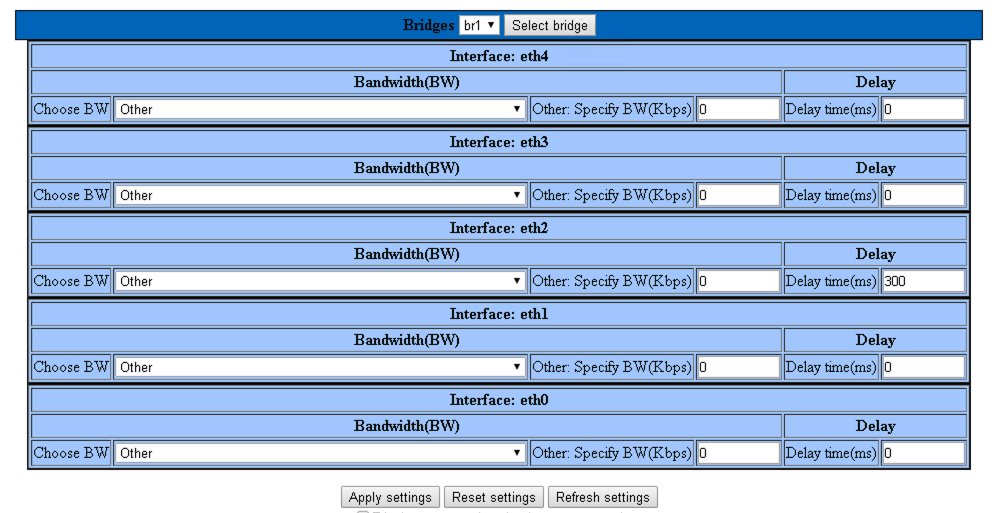 Bridges br1 Select bridge
Interface: eth4
Bandwidth(BW) Delay
Choose BW Other Other: Specify BW(Kbps) 0 Delay time(ms) 0
Interface: eth3
Bandwidth(BW) Delay
Choose BW Other Other: Specify BW(Kbps) 0 Delay time(ms) 0
Interface: eth2
Bandwidth(BW) Delay
Choose BW Other Other: Specify BW(Kbps) 0 Delay time(ms) 300
Interface: eth1
Bandwidth(BW) Delay
Choose BW Other Other: Specify BW(Kbps) 0 Delay time(ms) 0
Interface: eth0
Bandwidth(BW) Delay
Choose BW Other Other: Specify BW(Kbps) 0 Delay time(ms) 0
Apply settings Reset settings Refresh settings